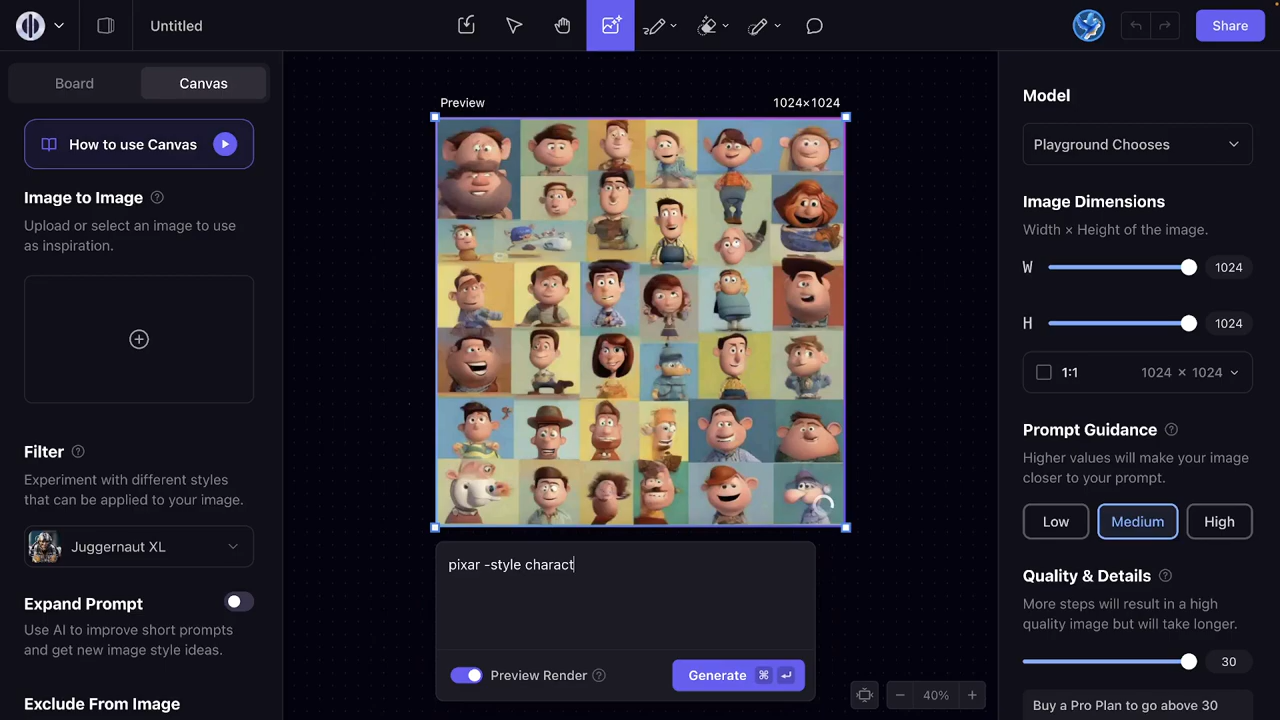 Untitled
Share
Board
Canvas
How to use Canvas
Image to Image
Upload or select an image to use
as inspiration.
Filter
Experiment with different styles
that can be applied to your image.
Juggernaut XL
Expand Prompt
Use AI to improve short prompts
and get new image style ideas.
Exclude From Image
Preview
1024×1024
pixar -style charact
Preview Render
Generate ⌘ ↵
40%
Model
Playground Chooses
Image Dimensions
Width × Height of the image.
W 1024
H 1024
1:1 1024 × 1024
Prompt Guidance
Higher values will make your image
closer to your prompt.
Low Medium High
Quality & Details
More steps will result in a high
quality image but will take longer.
30
Buy a Pro Plan to go above 30